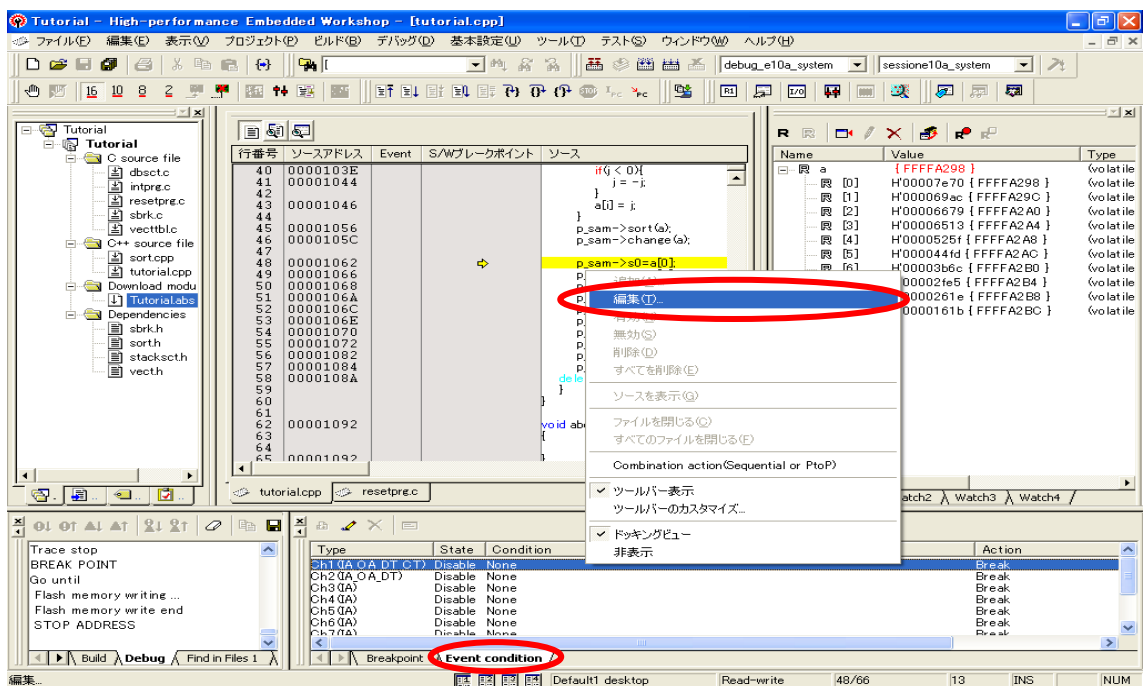 Tutorial - High-performance Embedded Workshop - [tutorial.cpp]
ファイル(F) 編集(E) 表示(V) プロジェクト(P) ビルド(B) デバッグ(D) 基本設定(U) ツール(T) テスト(S) ウィンドウ(W) ヘルプ(H)
debug_e10a_system sessione10a_system
16 10 8 2
Tutorial
Tutorial
C source file
dbsct.c
intprg.c
resetprg.c
sbrk.c
vecttbl.c
C++ source file
sort.cpp
tutorial.cpp
Download modu
Tutorial.abs
Dependencies
sbrk.h
sort.h
stacksct.h
vect.h
行番号 ソースアドレス Event S/Wブレークポイント ソース
40 0000103E if(j < 0){
41 00001044 j = -j;
42 }
43 00001046 a[i] = j;
44 }
45 00001056 p_sam->sort(a);
46 0000105C p_sam->change(a);
47
48 00001062 p_sam->s0=a[0];
49 00001066
50 00001068
51 0000106A
52 0000106C
53 0000106E
54 00001070
55 00001072
56 00001082
57 00001084
58 0000108A dele
59 }
60 }
61
62 00001092 void abo
63 {
64
65 00001092
tutorial.cpp resetprg.c
編集(T)...
無効(S)
削除(D)
すべてを削除(E)
ソースを表示(G)
ファイルを閉じる(C)
すべてのファイルを閉じる(F)
Combination action(Sequential or PtoP)
ツールバー表示
ツールバーのカスタマイズ...
ドッキングビュー
非表示
Name Value Type
a { FFFFA298 } (volatile
[0] H'00007e70 { FFFFA298 } (volatile
[1] H'000069ac { FFFFA29C } (volatile
[2] H'00006679 { FFFFA2A0 } (volatile
[3] H'00006513 { FFFFA2A4 } (volatile
[4] H'0000525f { FFFFA2A8 } (volatile
[5] H'000044fd { FFFFA2AC } (volatile
[6] H'00003b6c { FFFFA2B0 } (volatile
00002fe5 { FFFFA2B4 } (volatile
0000261e { FFFFA2B8 } (volatile
0000161b { FFFFA2BC } (volatile
atch2 Watch3 Watch4
Trace stop
BREAK POINT
Go until
Flash memory writing ...
Flash memory write end
STOP ADDRESS
Build Debug Find in Files 1
Type State Condition Action
Ch1(IA_OA_DT_CT) Disable None Break
Ch2(IA_OA_DT) Disable None Break
Ch3(IA) Disable None Break
Ch4(IA) Disable None Break
Ch5(IA) Disable None Break
Ch6(IA) Disable None Break
Ch7(IA) Disable None Break
Breakpoint Event condition
編集... Default1 desktop Read-write 48/66 13 INS NUM